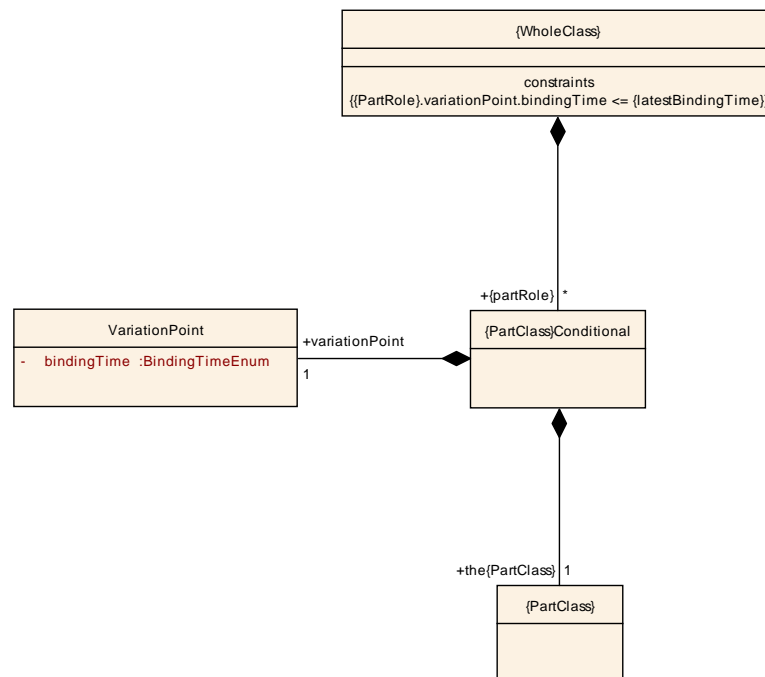 {WholeClass}
constraints
{{PartRole}.variationPoint.bindingTime <= {latestBindingTime}}
+{partRole} *
VariationPoint
- bindingTime :BindingTimeEnum
+variationPoint
1
{PartClass}Conditional
+the{PartClass} 1
{PartClass}